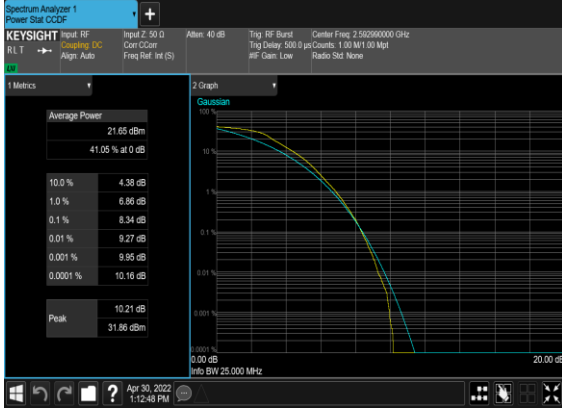 Spectrum Analyzer 1
Power Stat CCDF
+
KEYSIGHT
RLT
Input: RF
Coupling: DC
Align: Auto
Input Z: 50 Ω
Corr CCorr
Freq Ref: Int (S)
Atten: 40 dB
Trig: RF Burst
Trig Delay: 500.0 µs
#IF Gain: Low
Center Freq: 2.592990000 GHz
Counts: 1.00 M/1.00 Mpt
Radio Std: None
1 Metrics
Average Power
21.65 dBm
41.05 % at 0 dB
10.0 % 4.38 dB
1.0 % 6.86 dB
0.1 % 8.34 dB
0.01 % 9.27 dB
0.001 % 9.95 dB
0.0001 % 10.16 dB
Peak
10.21 dB
31.86 dBm
2 Graph
Gaussian
100 %
10 %
1 %
0.1 %
0.01 %
0.001 %
0.0001 %
0.00 dB 20.00 dB
Info BW 25.000 MHz
?
Apr 30, 2022
1:12:48 PM